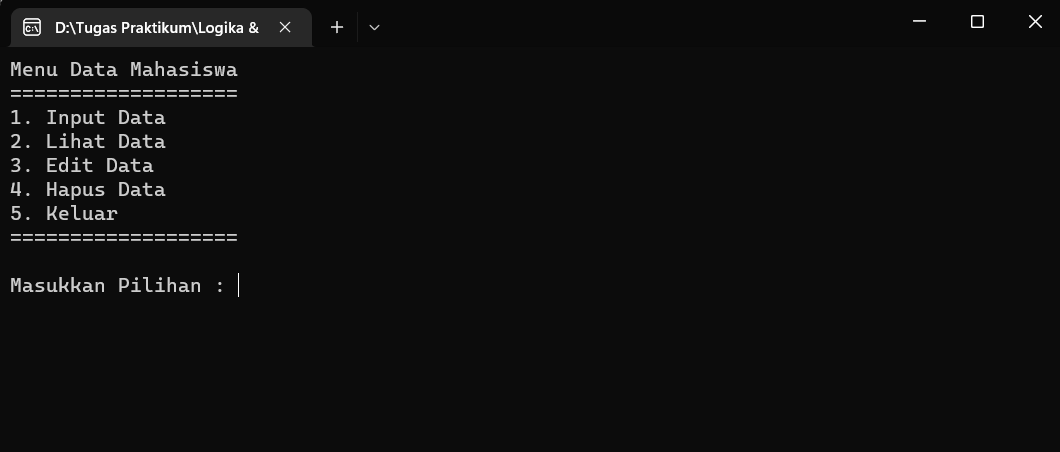 D:\Tugas Praktikum\Logika &
Menu Data Mahasiswa
===================
1. Input Data
2. Lihat Data
3. Edit Data
4. Hapus Data
5. Keluar
===================
Masukkan Pilihan :